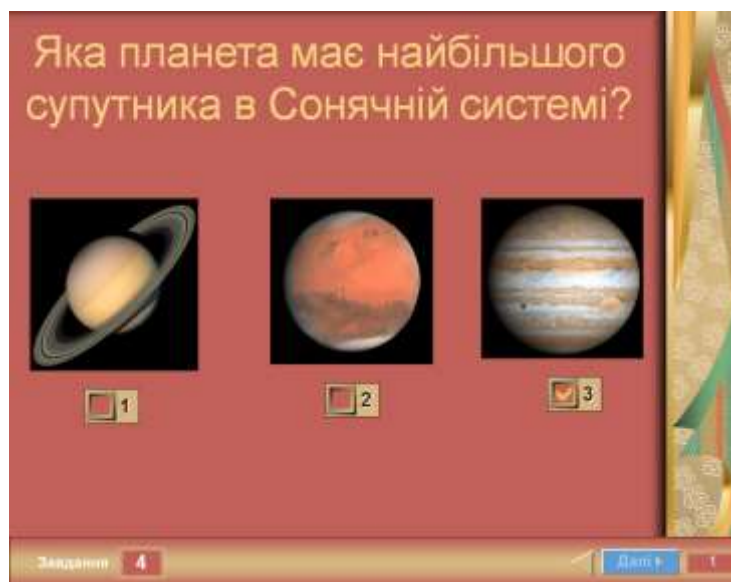 Яка планета має найбільшого
супутника в Сонячній системі?
1
2
3
Завдання 4
Далі 1